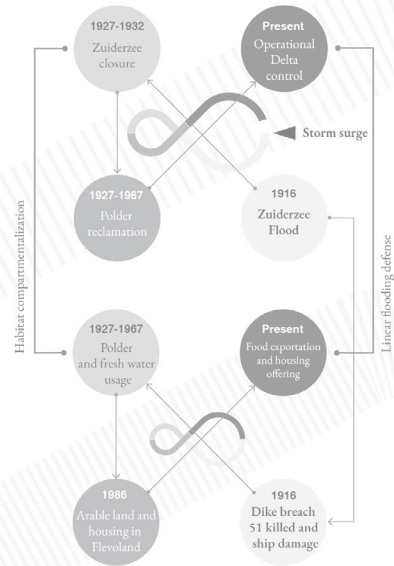 1927-1932
Zuiderzee
closure
Present
Operational
Delta
control
Storm surge
1927-1967
Polder
reclamation
1916
Zuiderzee
Flood
Habitat compartmentalization
Linear flooding defense
1927-1967
Polder
and fresh water
usage
Present
Food exportation
and housing
offering
1986
Arable land and
housing in
Flevoland
1916
Dike breach
51 killed and
ship damage